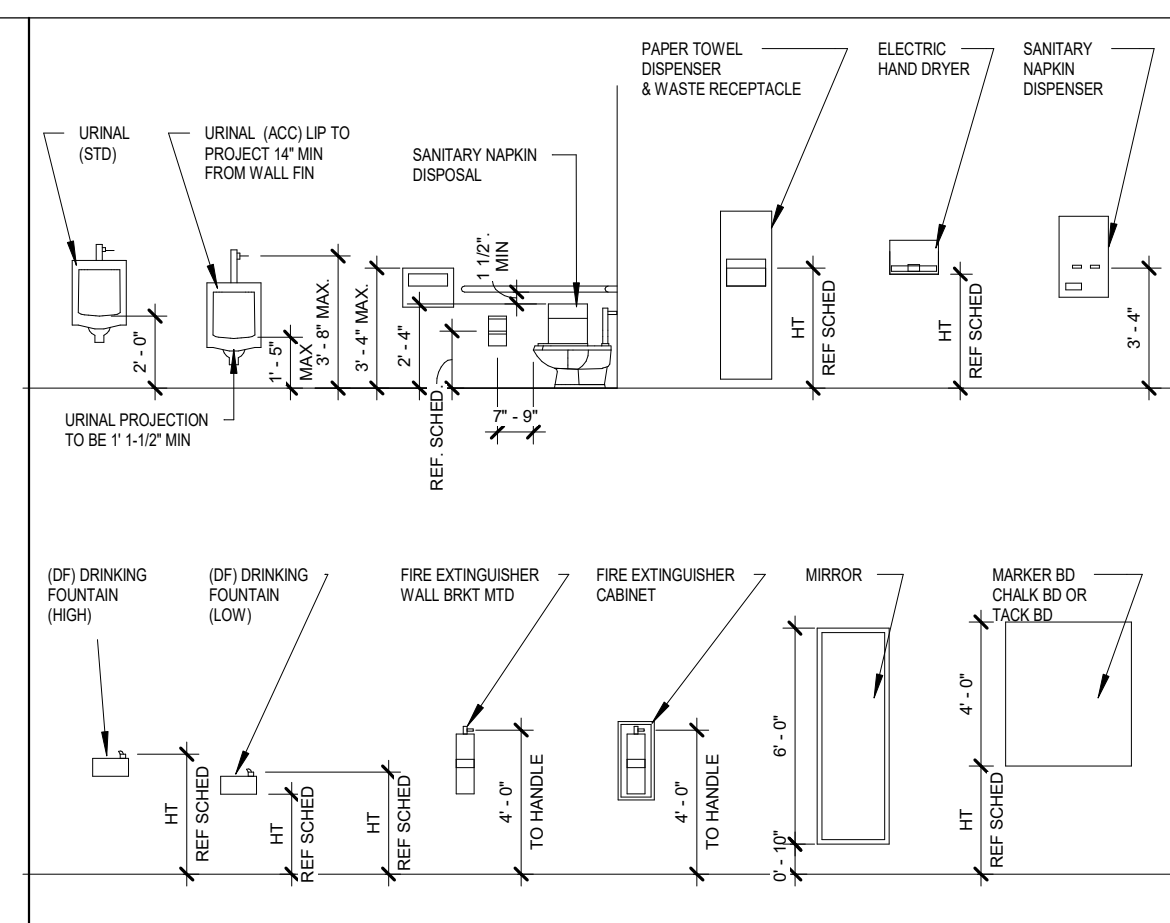 PAPER TOWEL
DISPENSER
& WASTE RECEPTACLE
ELECTRIC
HAND DRYER
SANITARY
NAPKIN
DISPENSER
URINAL
(STD)
URINAL (ACC) LIP TO
PROJECT 14" MIN
FROM WALL FIN
SANITARY NAPKIN
DISPOSAL
2' - 0"
1' - 5"
MAX
3' - 8" MAX.
3' - 4" MAX.
2' - 4"
REF. SCHED.
1 1/2".
MIN
7" - 9"
HT
REF SCHED
HT
REF SCHED
3' - 4"
URINAL PROJECTION
TO BE 1' 1-1/2" MIN
(DF) DRINKING
FOUNTAIN
(HIGH)
(DF) DRINKING
FOUNTAIN
(LOW)
FIRE EXTINGUISHER
WALL BRKT MTD
FIRE EXTINGUISHER
CABINET
MIRROR
MARKER BD
CHALK BD OR
TACK BD
HT
REF SCHED
HT
REF SCHED
HT
REF SCHED
4' - 0"
TO HANDLE
4' - 0"
TO HANDLE
6' - 0"
0' - 10"
4' - 0"
HT
REF SCHED